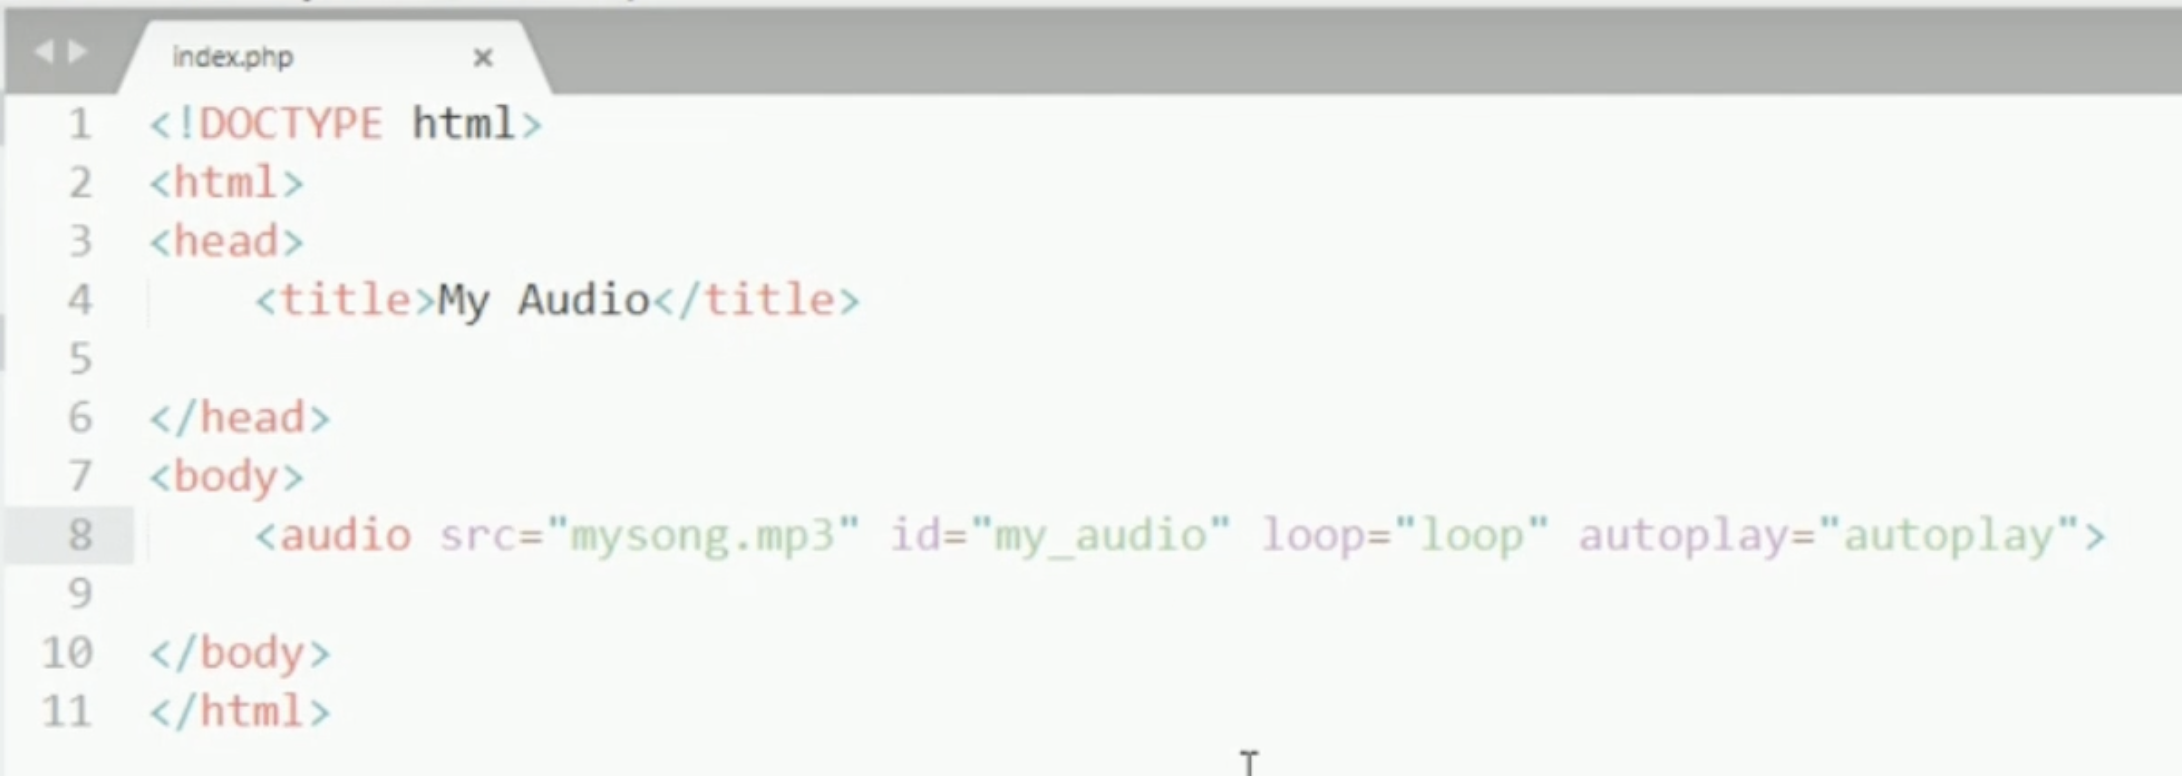 index.php ×
1 <!DOCTYPE html>
2 <html>
3 <head>
4     <title>My Audio</title>
5
6 </head>
7 <body>
8     <audio src="mysong.mp3" id="my_audio" loop="loop" autoplay="autoplay">
9
10 </body>
11 </html>